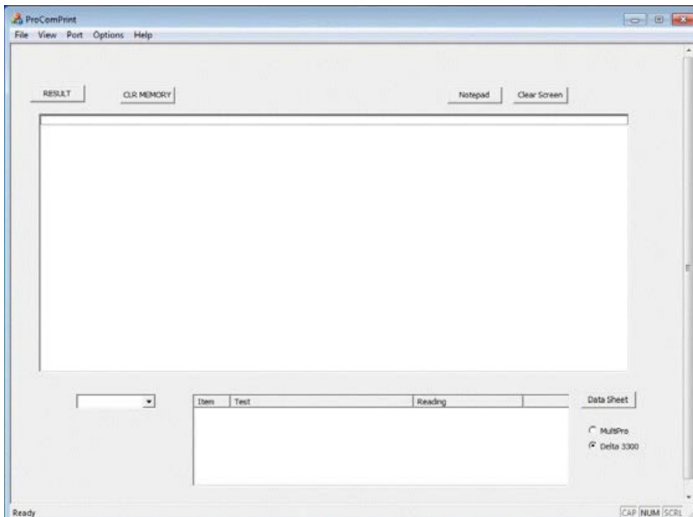 ProComPrint
File View Port Options Help
RESULT CLR MEMORY Notepad Clear Screen
Item Test Reading Data Sheet
MultiPro
Delta 3300
Ready CAP NUM SCRL